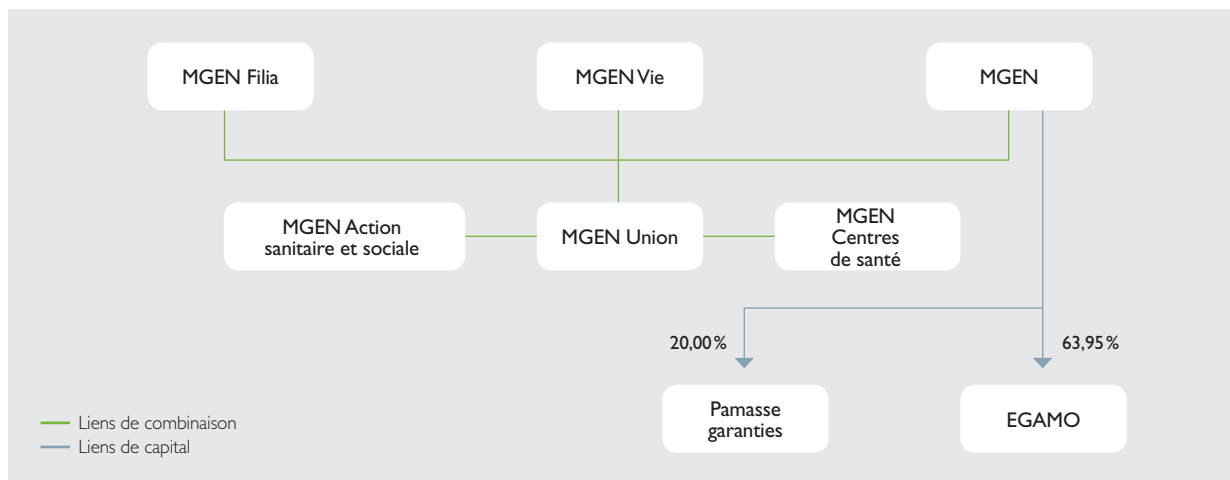 MGEN Filia
MGEN Vie
MGEN
MGEN Action
sanitaire et sociale
MGEN Union
MGEN
Centres
de santé
20,00 %
63,95 %
Pamasse
garanties
EGAMO
Liens de combinaison
Liens de capital